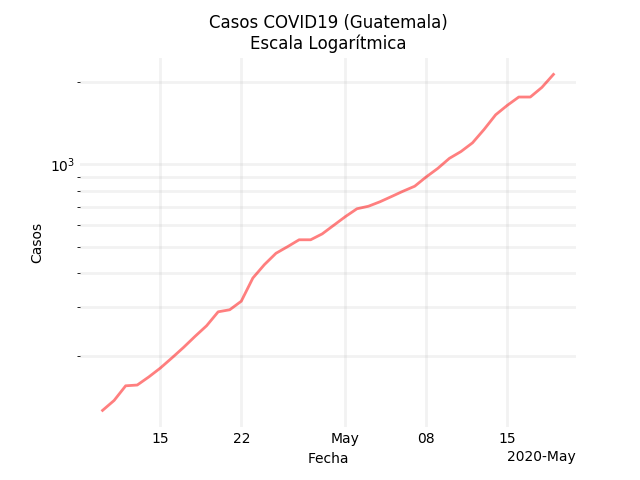 Casos COVID19 (Guatemala)
Escala Logarítmica
10³
Casos
15 22 May 08 15
Fecha
2020-May